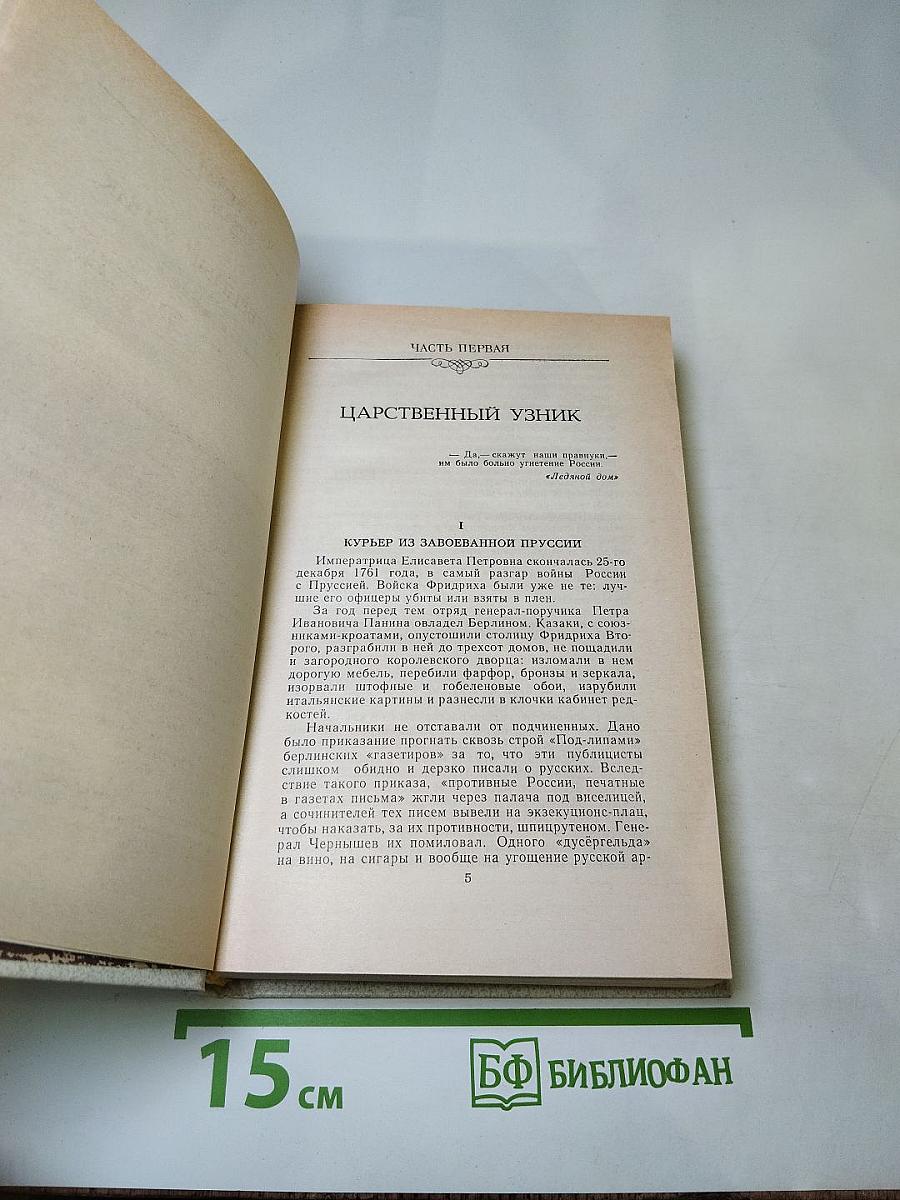 ЧАСТЬ ПЕРВАЯ
ЦАРСТВЕННЫЙ УЗНИК
— Да,— скажут наши правнуки,—
им было больно угнетение России.
«Ледяной дом»
I
КУРЬЕР ИЗ ЗАВОЕВАННОЙ ПРУССИИ
Императрица Елисавета Петровна скончалась 25-го
декабря 1761 года, в самый разгар войны России
с Пруссией. Войска Фридриха были уже не те: луч-
шие его офицеры убиты или взяты в плен.
За год перед тем отряд генерал-поручика Петра
Ивановича Панина овладел Берлином. Казаки, с союз-
никами-кроатами, опустошили столицу Фридриха Вто-
рого, разграбили в ней до трехсот домов, не пощадили
и загородного королевского дворца: изломали в нем
дорогую мебель, перебили фарфор, бронзы и зеркала,
изорвали штофные и гобеленовые обои, изрубили
итальянские картины и разнесли в клочки кабинет ред-
костей.
Начальники не отставали от подчиненных. Дано
было приказание прогнать сквозь строй «Под-липами»
берлинских «газетиров» за то, что эти публицисты
слишком обидно и дерзко писали о русских. Вслед-
ствие такого приказа, «противные России, печатные
в газетах письма» жгли через палача под виселицей,
а сочинителей тех писем вывели на экзекуционс-плац,
чтобы наказать, за их противности, шпицрутеном. Гене-
рал Чернышев их помиловал. Одного «дусёргельда»
на вино, на сигары и вообще на угощение русской ар-
5
15 см
БФ БИБЛИОФАН